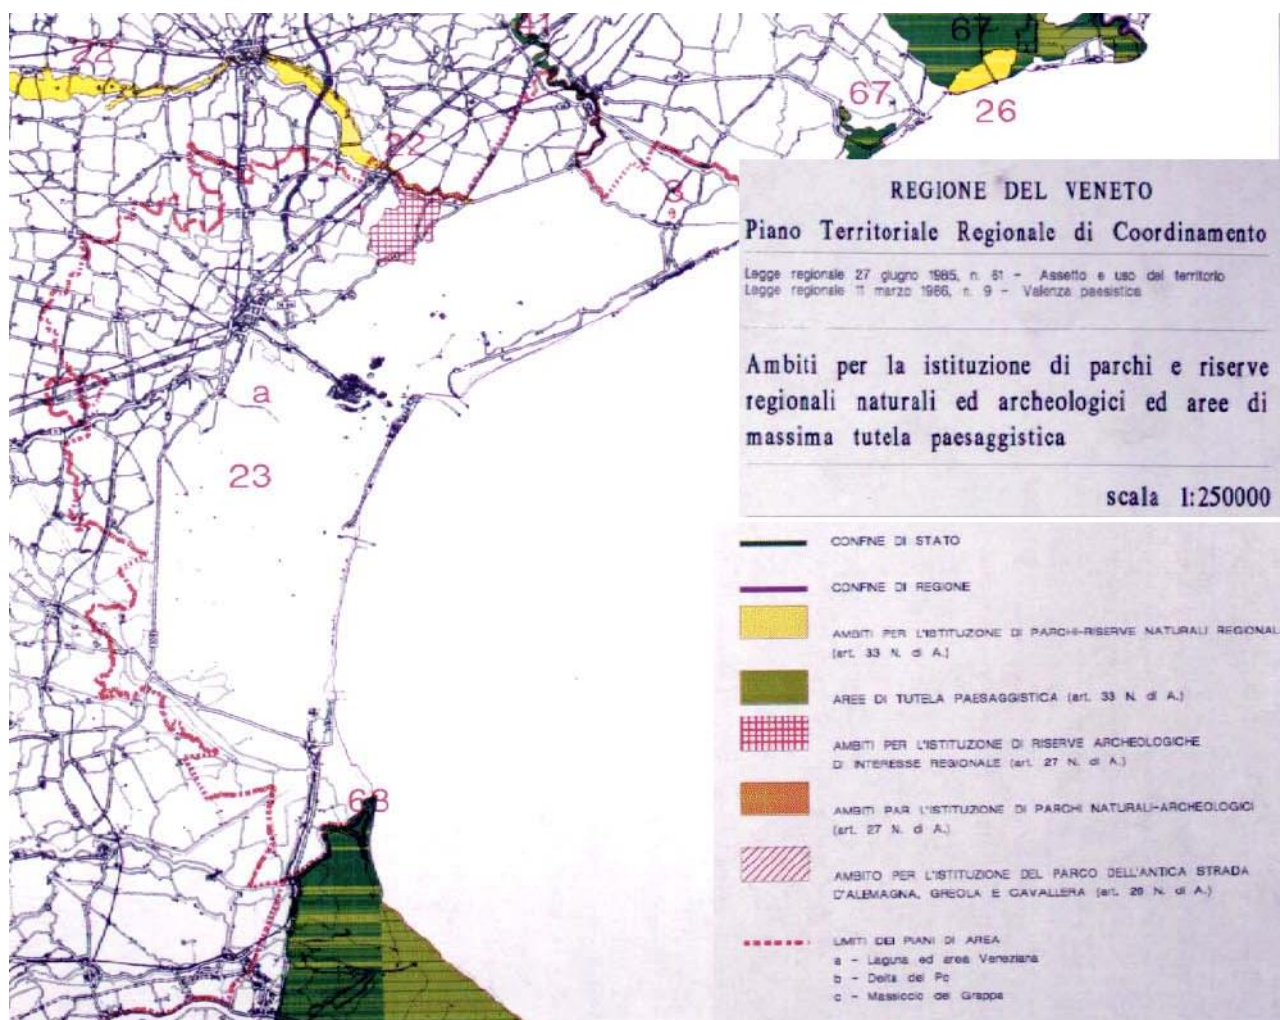 41
22
67
67
26
22
a
23
68
REGIONE DEL VENETO
Piano Territoriale Regionale di Coordinamento
Legge regionale 27 giugno 1985, n. 61 - Assetto e uso del territorio
Legge regionale 11 marzo 1986, n. 9 - Valenza paesistica
Ambiti per la istituzione di parchi e riserve
regionali naturali ed archeologici ed aree di
massima tutela paesaggistica
scala 1:250000
CONFINE DI STATO
CONFINE DI REGIONE
AMBITI PER L'ISTITUZIONE DI PARCHI-RISERVE NATURALI REGIONAL
(art. 33 N. di A.)
AREE DI TUTELA PAESAGGISTICA (art. 33 N. di A.)
AMBITI PER L'ISTITUZIONE DI RISERVE ARCHEOLOGICHE
DI INTERESSE REGIONALE (art. 27 N. di A.)
AMBITI PAR L'ISTITUZIONE DI PARCHI NATURALI-ARCHEOLOGICI
(art. 27 N. di A.)
AMBITO PER L'ISTITUZIONE DEL PARCO DELL'ANTICA STRADA
D'ALEMAGNA, GREOLA E CAVALLERA (art. 26 N. di A.)
LIMITI DEI PIANI DI AREA
a - Laguna ed area Veneziana
b - Delta del Po
c - Massiccio del Grappa